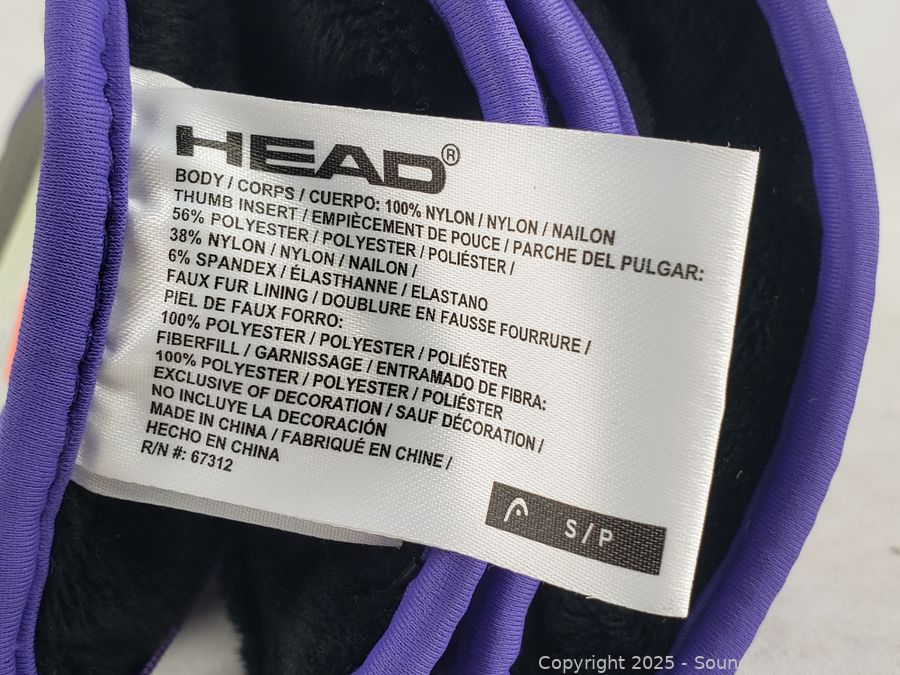 HEAD®
BODY / CORPS / CUERPO: 100% NYLON / NYLON / NAILON
THUMB INSERT / EMPIÈCEMENT DE POUCE / PARCHE DEL PULGAR:
56% POLYESTER / POLYESTER / POLIÉSTER /
38% NYLON / NYLON / NAILON /
6% SPANDEX / ÉLASTHANNE / ELASTANO
FAUX FUR LINING / DOUBLURE EN FAUSSE FOURRURE /
PIEL DE FAUX FORRO:
100% POLYESTER / POLYESTER / POLIÉSTER
FIBERFILL / GARNISSAGE / ENTRAMADO DE FIBRA:
100% POLYESTER / POLYESTER / POLIÉSTER
EXCLUSIVE OF DECORATION / SAUF DÉCORATION /
NO INCLUYE LA DECORACIÓN
MADE IN CHINA / FABRIQUÉ EN CHINE /
HECHO EN CHINA
R/N #: 67312
S / P
Copyright © 2025 - Soun